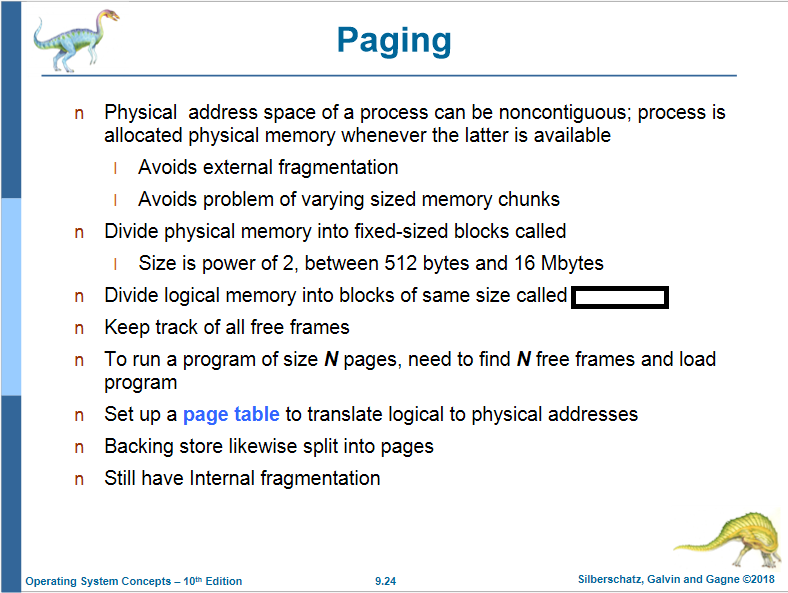 Paging
n Physical address space of a process can be noncontiguous; process is
allocated physical memory whenever the latter is available
l Avoids external fragmentation
l Avoids problem of varying sized memory chunks
n Divide physical memory into fixed-sized blocks called
l Size is power of 2, between 512 bytes and 16 Mbytes
n Divide logical memory into blocks of same size called
n Keep track of all free frames
n To run a program of size N pages, need to find N free frames and load
program
n Set up a page table to translate logical to physical addresses
n Backing store likewise split into pages
n Still have Internal fragmentation
Operating System Concepts – 10th Edition
9.24
Silberschatz, Galvin and Gagne ©2018